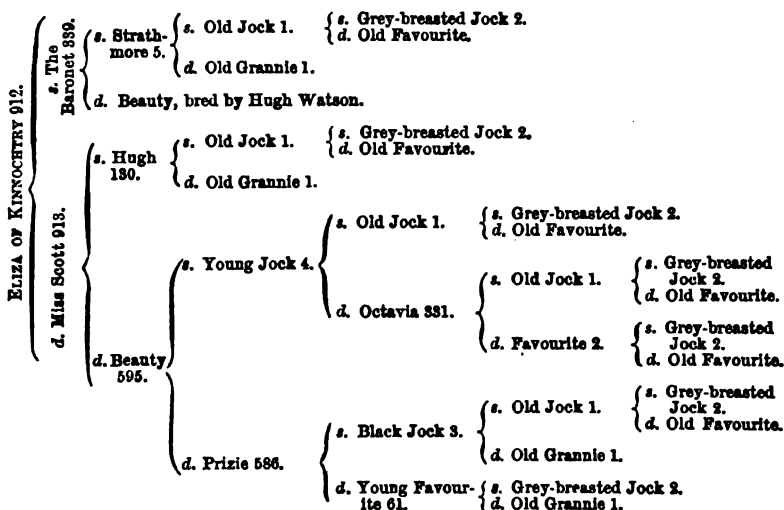 ELIZA OF KINNOCHTRY 912.
s. The
Baronet 339.
s. Strath-
more 5.
s. Old Jock 1.
s. Grey-breasted Jock 2.
d. Old Favourite.
d. Old Grannie 1.
d. Beauty, bred by Hugh Watson.
d. Miss Scott 913.
s. Hugh
130.
s. Old Jock 1.
s. Grey-breasted Jock 2.
d. Old Favourite.
d. Old Grannie 1.
d. Beauty
595.
s. Young Jock 4.
s. Old Jock 1.
s. Grey-breasted Jock 2.
d. Old Favourite.
d. Octavia 331.
s. Old Jock 1.
s. Grey-breasted
Jock 2.
d. Old Favourite.
d. Favourite 2.
s. Grey-breasted
Jock 2.
d. Old Favourite.
d. Prizie 586.
s. Black Jock 3.
s. Old Jock 1.
s. Grey-breasted
Jock 2.
d. Old Favourite.
d. Old Grannie 1.
d. Young Favour-
ite 61.
s. Grey-breasted Jock 2.
d. Old Grannie 1.